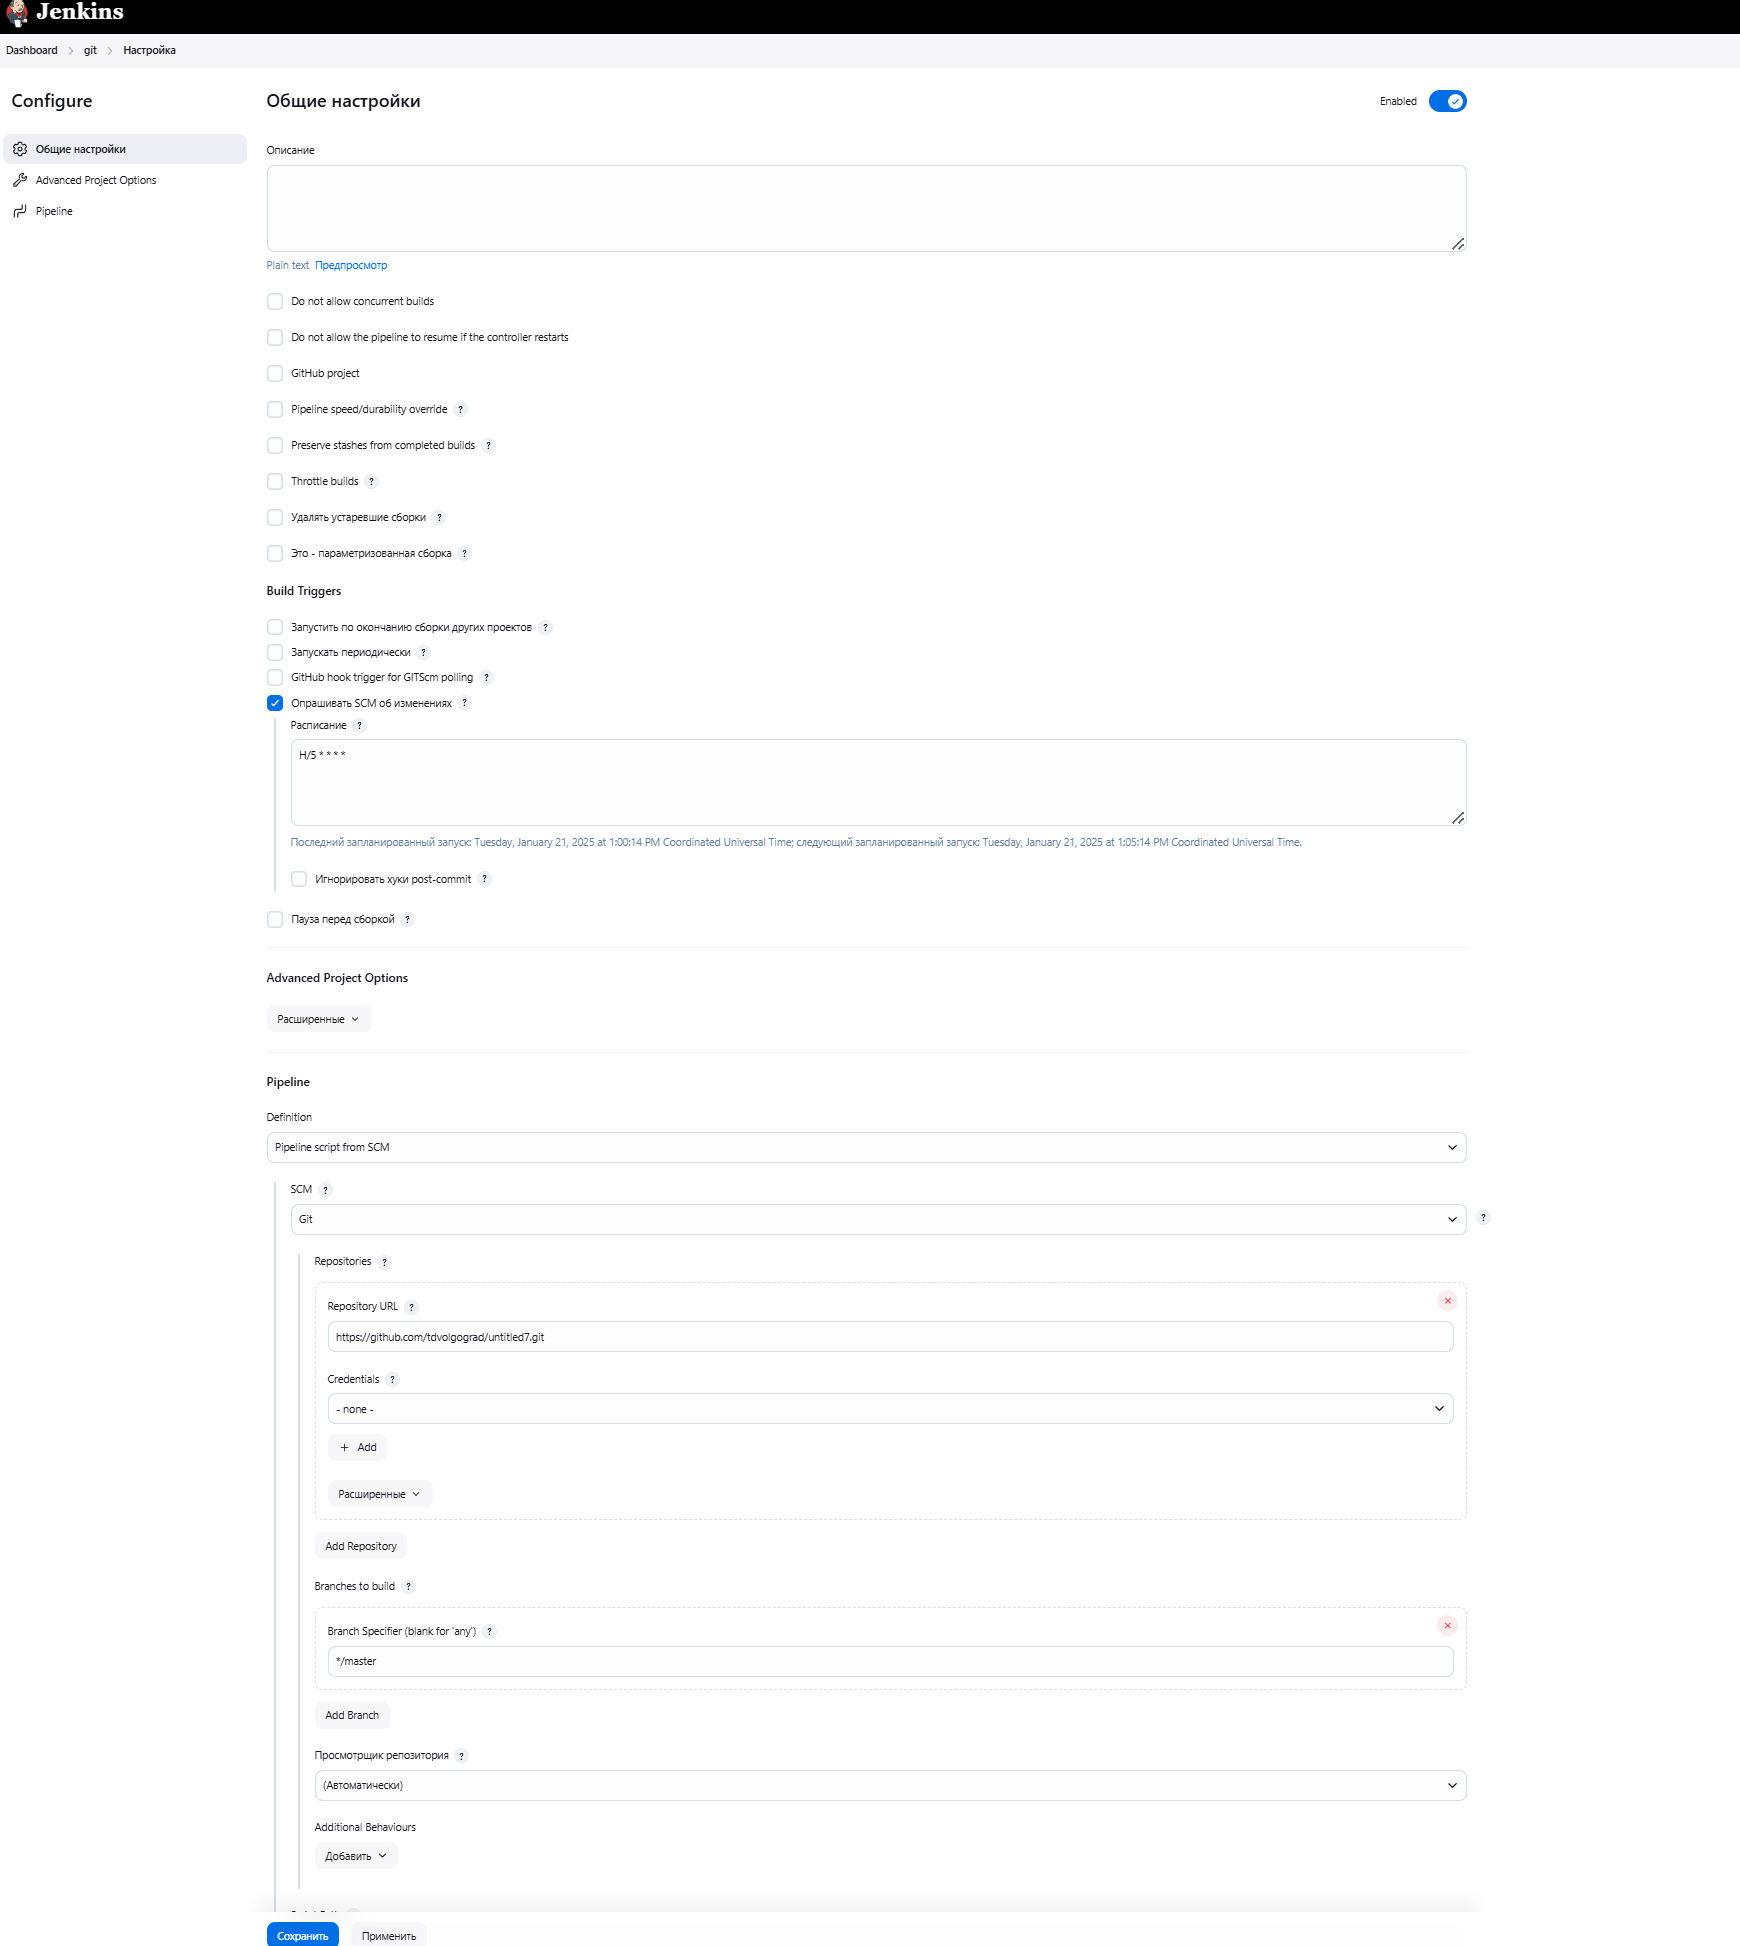 Jenkins
Dashboard > git > Настройка
Configure
Общие настройки
Advanced Project Options
Pipeline
Общие настройки
Enabled
Описание
Plain text Предпросмотр
Do not allow concurrent builds
Do not allow the pipeline to resume if the controller restarts
GitHub project
Pipeline speed/durability override ?
Preserve stashes from completed builds ?
Throttle builds ?
Удалять устаревшие сборки ?
Это - параметризованная сборка ?
Build Triggers
Запустить по окончанию сборки других проектов ?
Запускать периодически ?
GitHub hook trigger for GITScm polling ?
Опрашивать SCM об изменениях ?
Расписание ?
H/5 * * * *
Последний запланированный запуск: Tuesday, January 21, 2025 at 1:00:14 PM Coordinated Universal Time; следующий запланированный запуск: Tuesday, January 21, 2025 at 1:05:14 PM Coordinated Universal Time.
Игнорировать хуки post-commit ?
Пауза перед сборкой ?
Advanced Project Options
Расширенные
Pipeline
Definition
Pipeline script from SCM
SCM ?
Git ?
Repositories ?
Repository URL ?
https://github.com/tdvolgograd/untitled7.git
Credentials ?
- none -
+ Add
Расширенные
Add Repository
Branches to build ?
Branch Specifier (blank for 'any') ?
*/master
Add Branch
Просмотрщик репозитория ?
(Автоматически)
Additional Behaviours
Добавить
Сохранить Применить